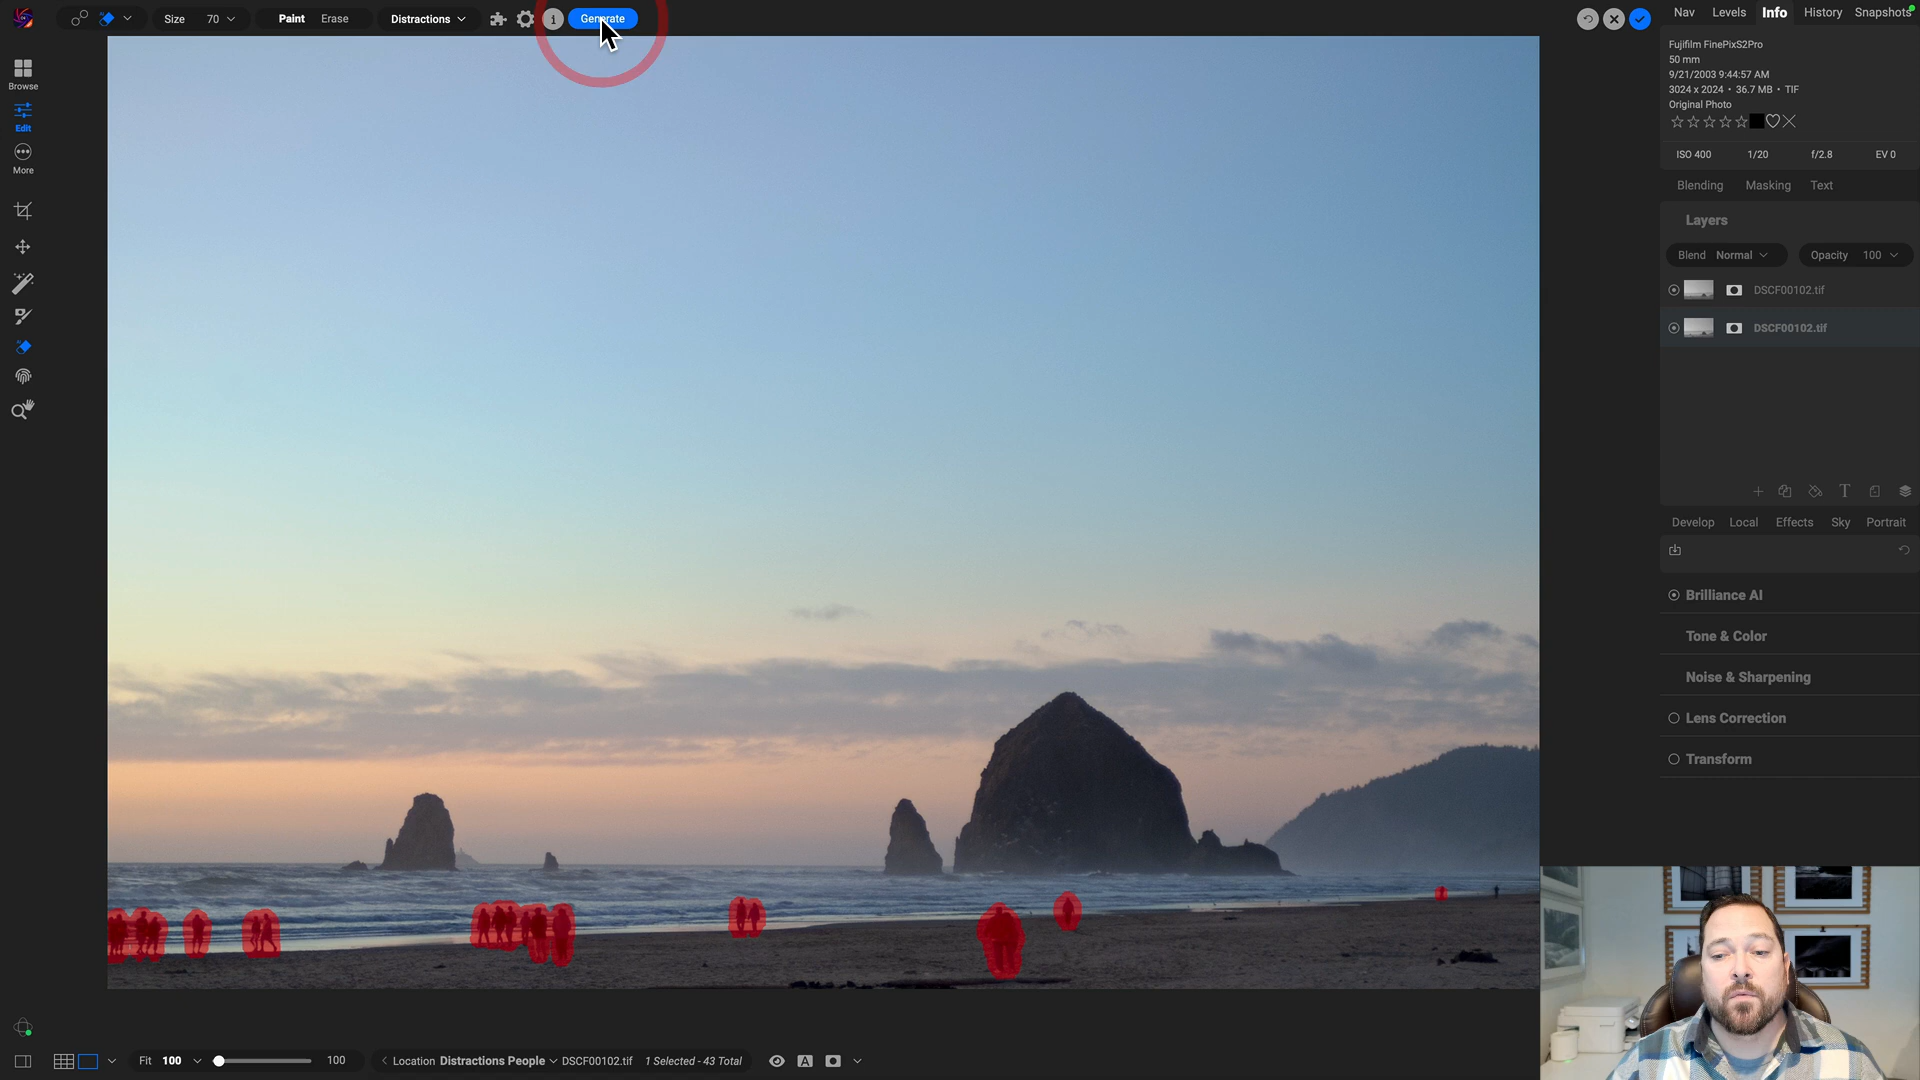 Size 70 Paint Erase Distractions i Generate
Nav Levels Info History Snapshots
Browse
Edit
More
Fujifilm FinePixS2Pro
50 mm
9/21/2003 9:44:57 AM
3024 x 2024 • 36.7 MB • TIF
Original Photo
ISO 400 1/20 f/2.8 EV 0
Blending Masking Text
Layers
Blend Normal Opacity 100
DSCF00102.tif
DSCF00102.tif
T
Develop Local Effects Sky Portrait
Brilliance AI
Tone & Color
Noise & Sharpening
Lens Correction
Transform
Fit 100 100 Location Distractions People DSCF00102.tif 1 Selected - 43 Total A